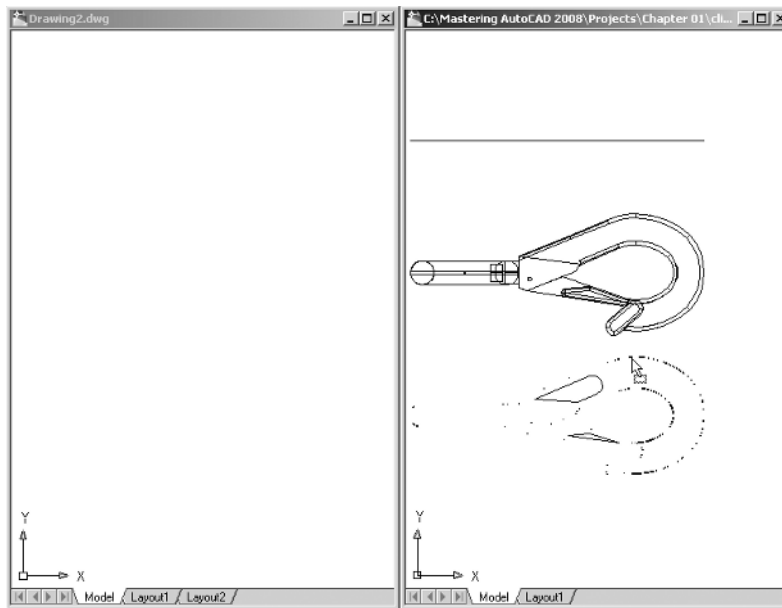 Drawing2.dwg
C:\Mastering AutoCAD 2008\Projects\Chapter 01\cli...
Y
X
Model Layout1 Layout2
Y
X
Model Layout1